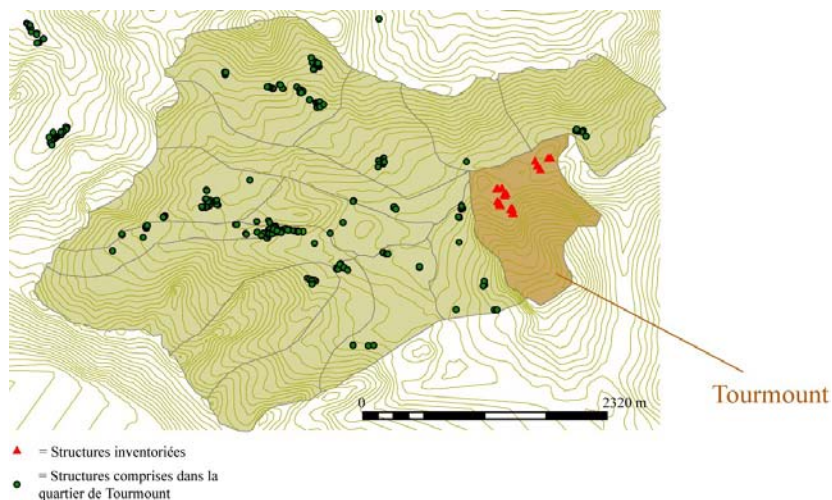 0
2320 m
Tourmount
= Structures inventoriées
= Structures comprises dans la
quartier de Tourmount